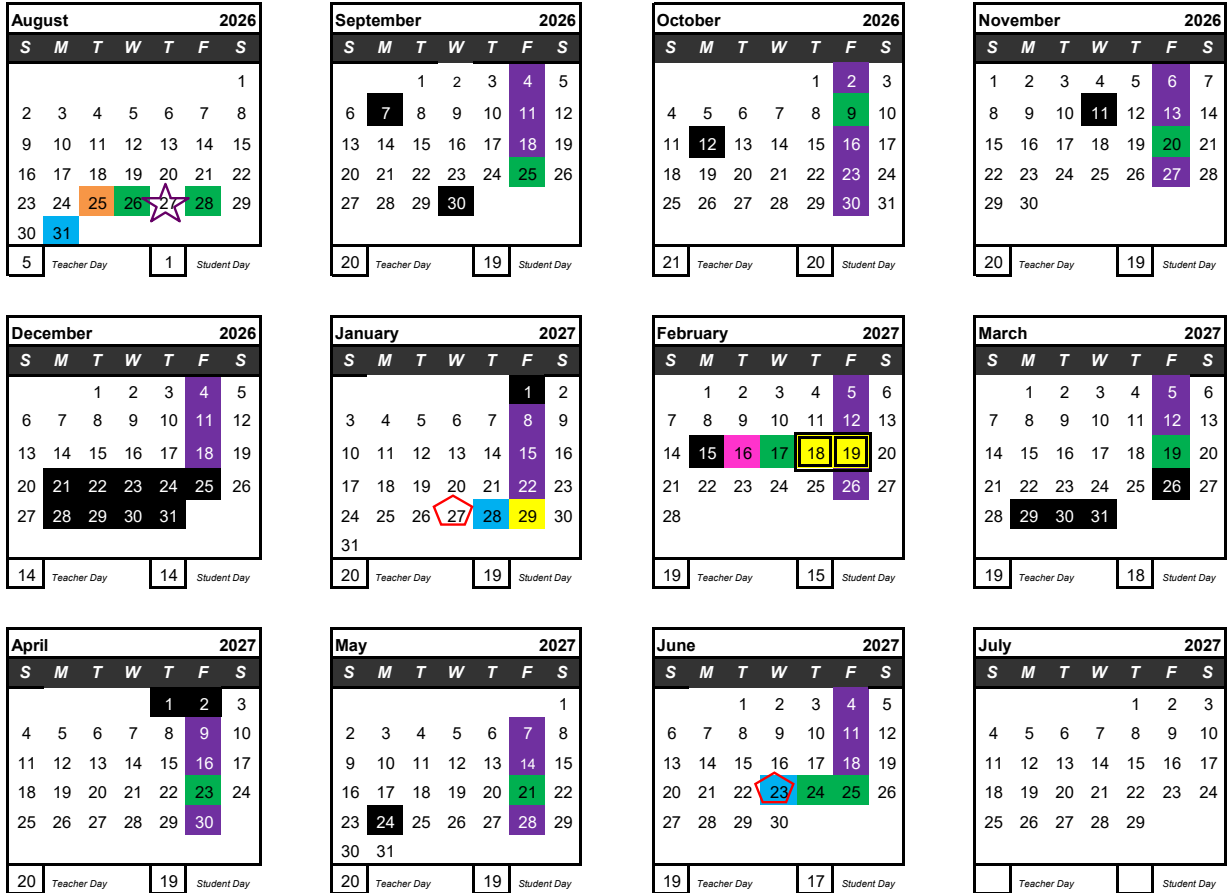 August 2026
S M T W T F S
1
2 3 4 5 6 7 8
9 10 11 12 13 14 15
16 17 18 19 20 21 22
23 24 25 26 27 28 29
30 31
5 Teacher Day 1 Student Day
September 2026
S M T W T F S
1 2 3 4 5
6 7 8 9 10 11 12
13 14 15 16 17 18 19
20 21 22 23 24 25 26
27 28 29 30
20 Teacher Day 19 Student Day
October 2026
S M T W T F S
1 2 3
4 5 6 7 8 9 10
11 12 13 14 15 16 17
18 19 20 21 22 23 24
25 26 27 28 29 30 31
21 Teacher Day 20 Student Day
November 2026
S M T W T F S
1 2 3 4 5 6 7
8 9 10 11 12 13 14
15 16 17 18 19 20 21
22 23 24 25 26 27 28
29 30
20 Teacher Day 19 Student Day
December 2026
S M T W T F S
1 2 3 4 5
6 7 8 9 10 11 12
13 14 15 16 17 18 19
20 21 22 23 24 25 26
27 28 29 30 31
14 Teacher Day 14 Student Day
January 2027
S M T W T F S
1 2
3 4 5 6 7 8 9
10 11 12 13 14 15 16
17 18 19 20 21 22 23
24 25 26 27 28 29 30
31
20 Teacher Day 19 Student Day
February 2027
S M T W T F S
1 2 3 4 5 6
7 8 9 10 11 12 13
14 15 16 17 18 19 20
21 22 23 24 25 26 27
28
19 Teacher Day 15 Student Day
March 2027
S M T W T F S
1 2 3 4 5 6
7 8 9 10 11 12 13
14 15 16 17 18 19 20
21 22 23 24 25 26 27
28 29 30 31
19 Teacher Day 18 Student Day
April 2027
S M T W T F S
1 2 3
4 5 6 7 8 9 10
11 12 13 14 15 16 17
18 19 20 21 22 23 24
25 26 27 28 29 30
20 Teacher Day 19 Student Day
May 2027
S M T W T F S
1
2 3 4 5 6 7 8
9 10 11 12 13 14 15
16 17 18 19 20 21 22
23 24 25 26 27 28 29
30 31
20 Teacher Day 19 Student Day
June 2027
S M T W T F S
1 2 3 4 5
6 7 8 9 10 11 12
13 14 15 16 17 18 19
20 21 22 23 24 25 26
27 28 29 30
19 Teacher Day 17 Student Day
July 2027
S M T W T F S
1 2 3
4 5 6 7 8 9 10
11 12 13 14 15 16 17
18 19 20 21 22 23 24
25 26 27 28 29
Teacher Day Student Day